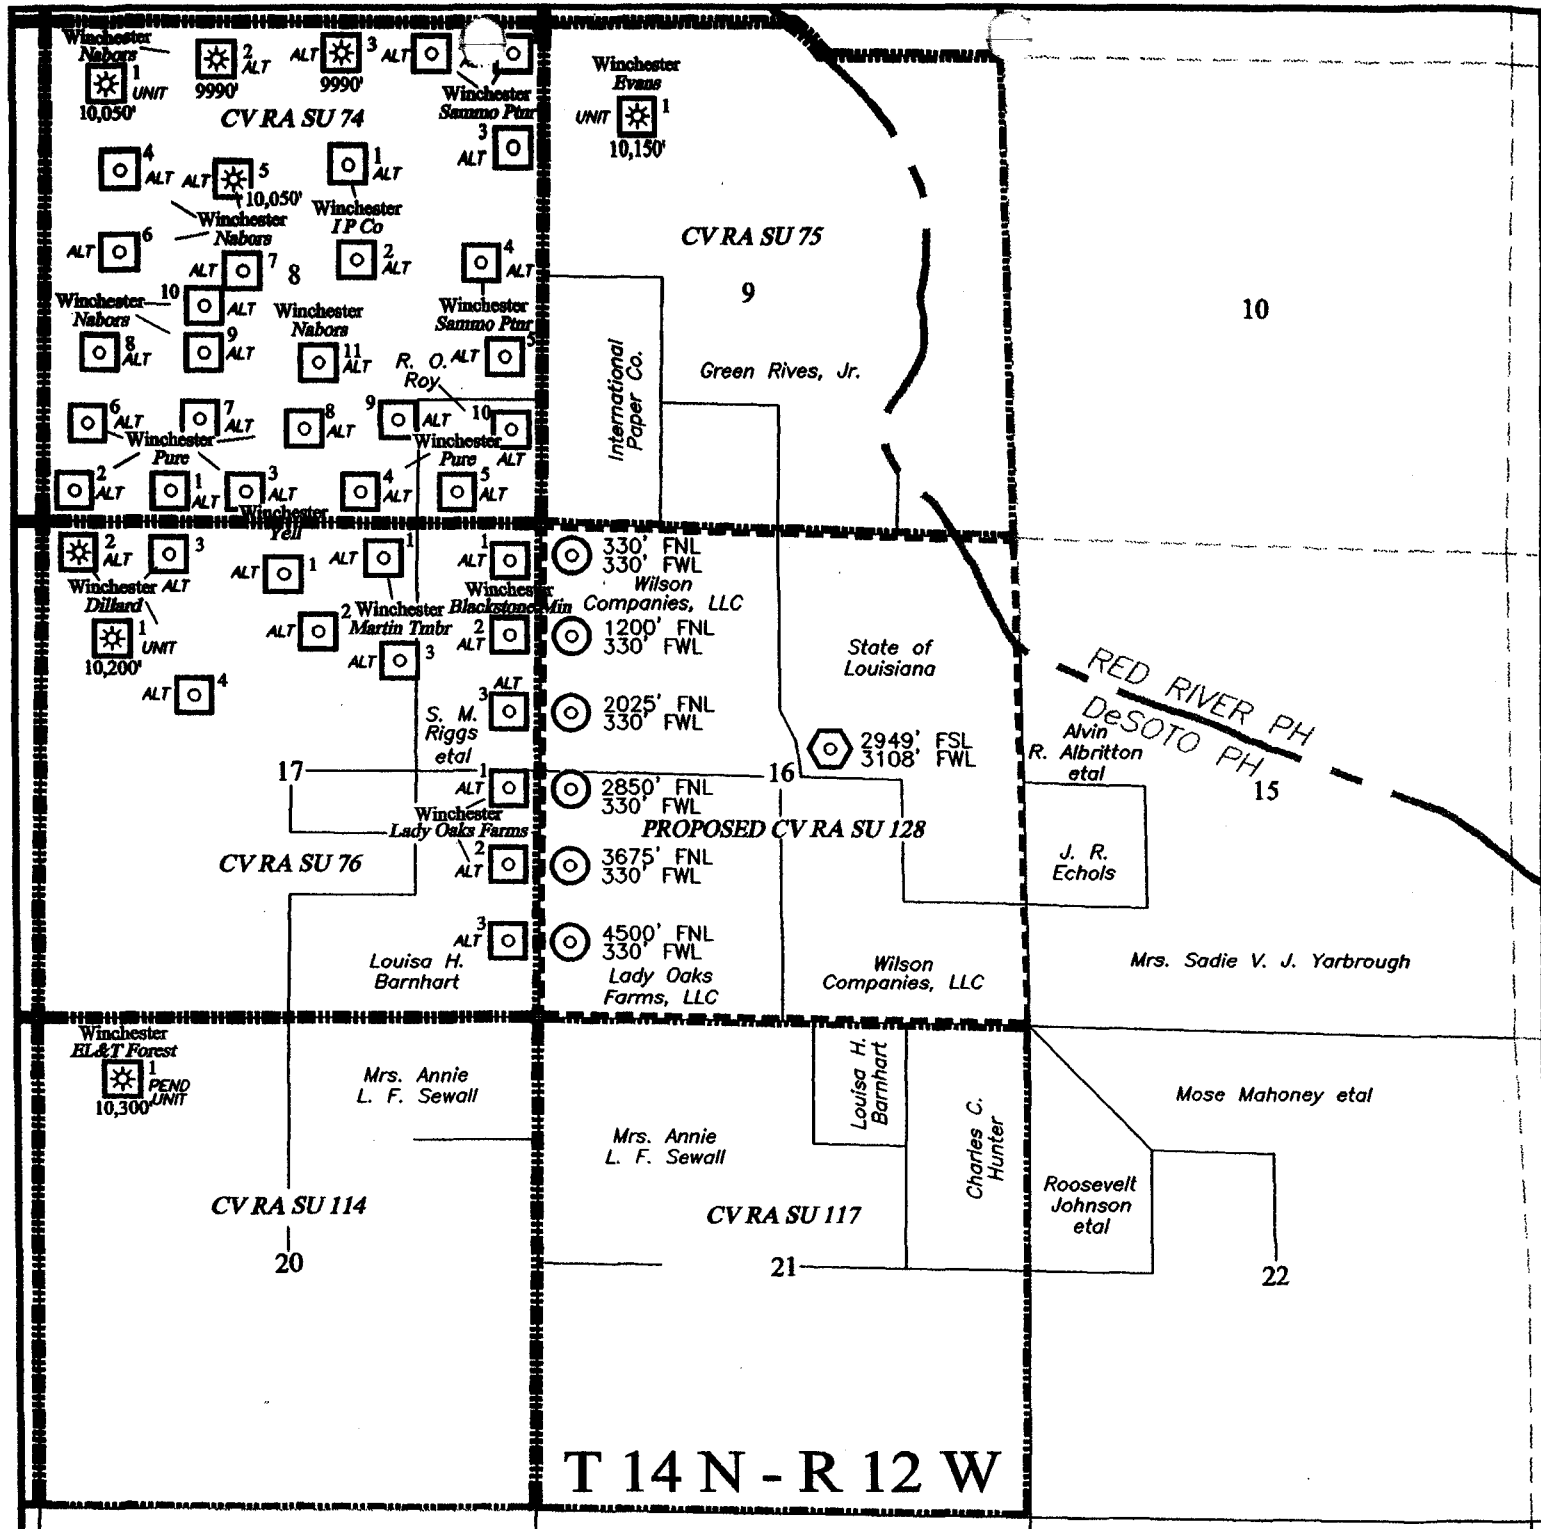 Winchester
Nabors
1
UNIT
10,050'
2
ALT
9990'
ALT
3
9990'
ALT
Winchester
Sammo Ptnr
3
ALT
CV RA SU 74
4
ALT
ALT
5
10,050'
1
ALT
Winchester
Nabors
Winchester
I P Co
2
ALT
ALT
6
ALT
7
8
4
ALT
Winchester
Sammo Ptnr
Winchester
Nabors
10
ALT
Winchester
Nabors
8
ALT
9
ALT
11
ALT
R. O.
Roy
ALT
5
6
ALT
7
ALT
8
ALT
9
ALT
10
ALT
Winchester
Pure
Winchester
Pure
2
ALT
1
ALT
3
ALT
4
ALT
5
ALT
Winchester
Evans
UNIT
1
10,150'
CV RA SU 75
9
International
Paper Co.
Green Rives, Jr.
10
Winchester
Yell
2
ALT
3
ALT
Winchester
Dillard
1
UNIT
10,200'
ALT
4
ALT
1
ALT
2
ALT
1
Winchester
Martin Tmbr
ALT
3
1
ALT
Winchester
Blackstone Min
2
ALT
ALT
3
S. M.
Riggs
etal
17
1
ALT
Winchester
Lady Oaks Farms
2
ALT
CV RA SU 76
3
ALT
Louisa H.
Barnhart
330' FNL
330' FWL
Wilson
Companies, LLC
1200' FNL
330' FWL
2025' FNL
330' FWL
State of
Louisiana
2949' FSL
3108' FWL
16
2850' FNL
330' FWL
PROPOSED CV RA SU 128
3675' FNL
330' FWL
4500' FNL
330' FWL
Lady Oaks
Farms, LLC
Wilson
Companies, LLC
RED RIVER PH
DeSOTO PH
Alvin
R. Albritton
etal
15
J. R.
Echols
Mrs. Sadie V. J. Yarbrough
Winchester
EL&T Forest
1
PEND
UNIT
10,300'
Mrs. Annie
L. F. Sewall
CV RA SU 114
20
Mrs. Annie
L. F. Sewall
Louisa H.
Barnhart
Charles C.
Hunter
CV RA SU 117
21
Mose Mahoney etal
Roosevelt
Johnson
etal
22
T 14 N - R 12 W